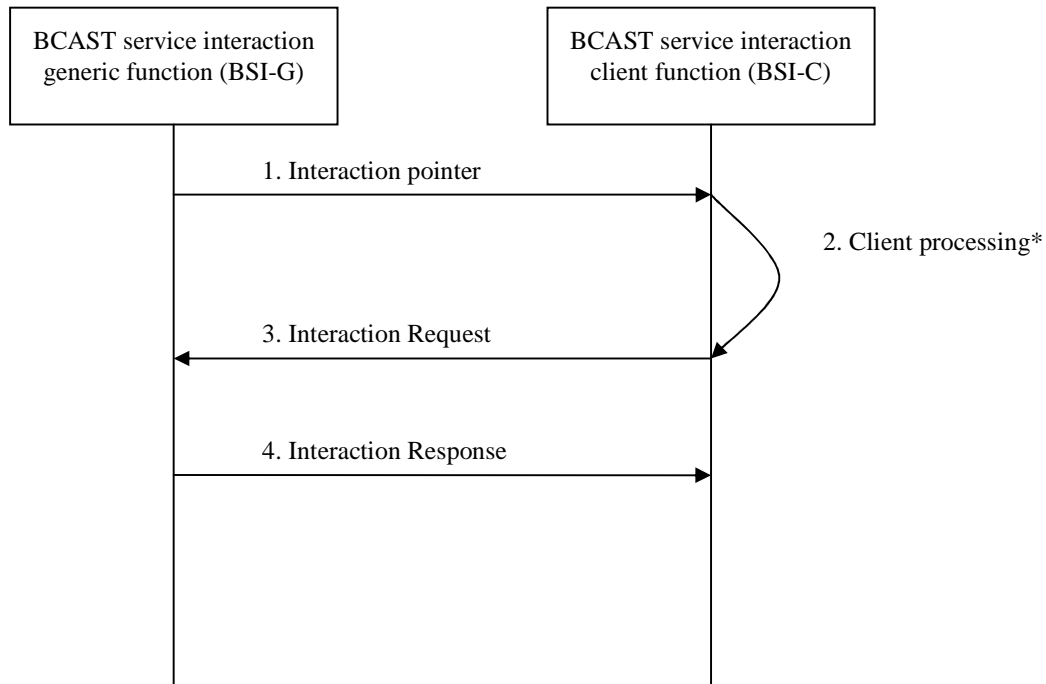 BCAST service interaction
generic function (BSI-G)
BCAST service interaction
client function (BSI-C)
1. Interaction pointer
2. Client processing*
3. Interaction Request
4. Interaction Response